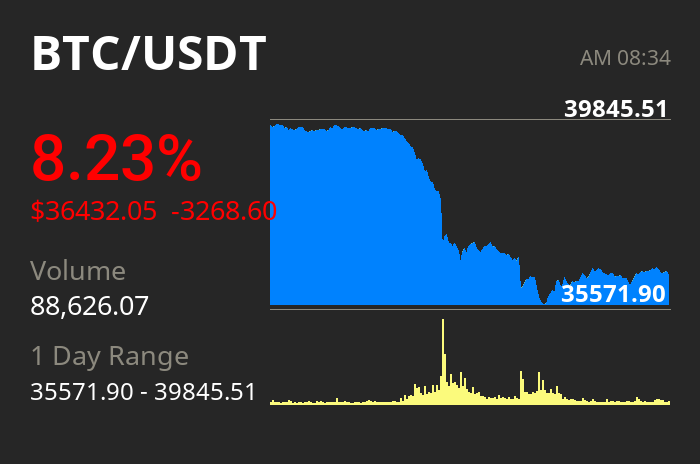 BTC/USDT
AM 08:34
39845.51
8.23%
$36432.05 -3268.60
Volume
88,626.07
35571.90
1 Day Range
35571.90 - 39845.51